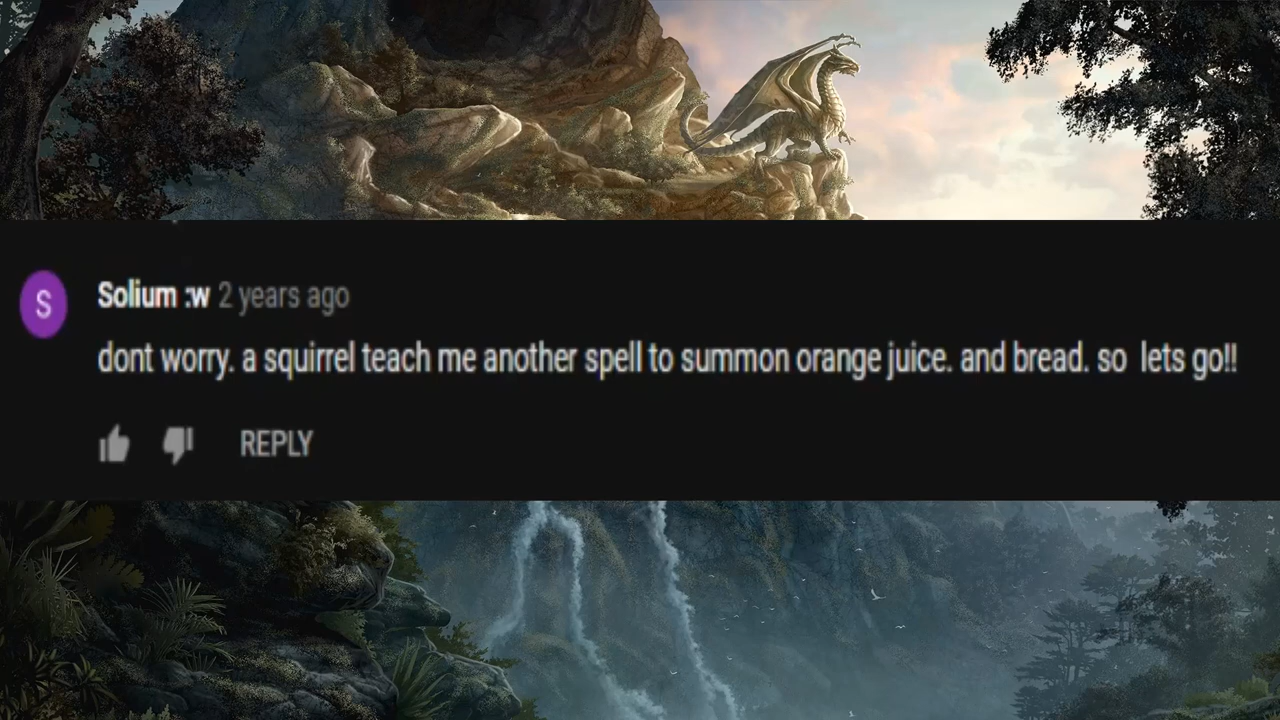 S
Solium :w 2 years ago
dont worry. a squirrel teach me another spell to summon orange juice. and bread. so  lets go!!
REPLY